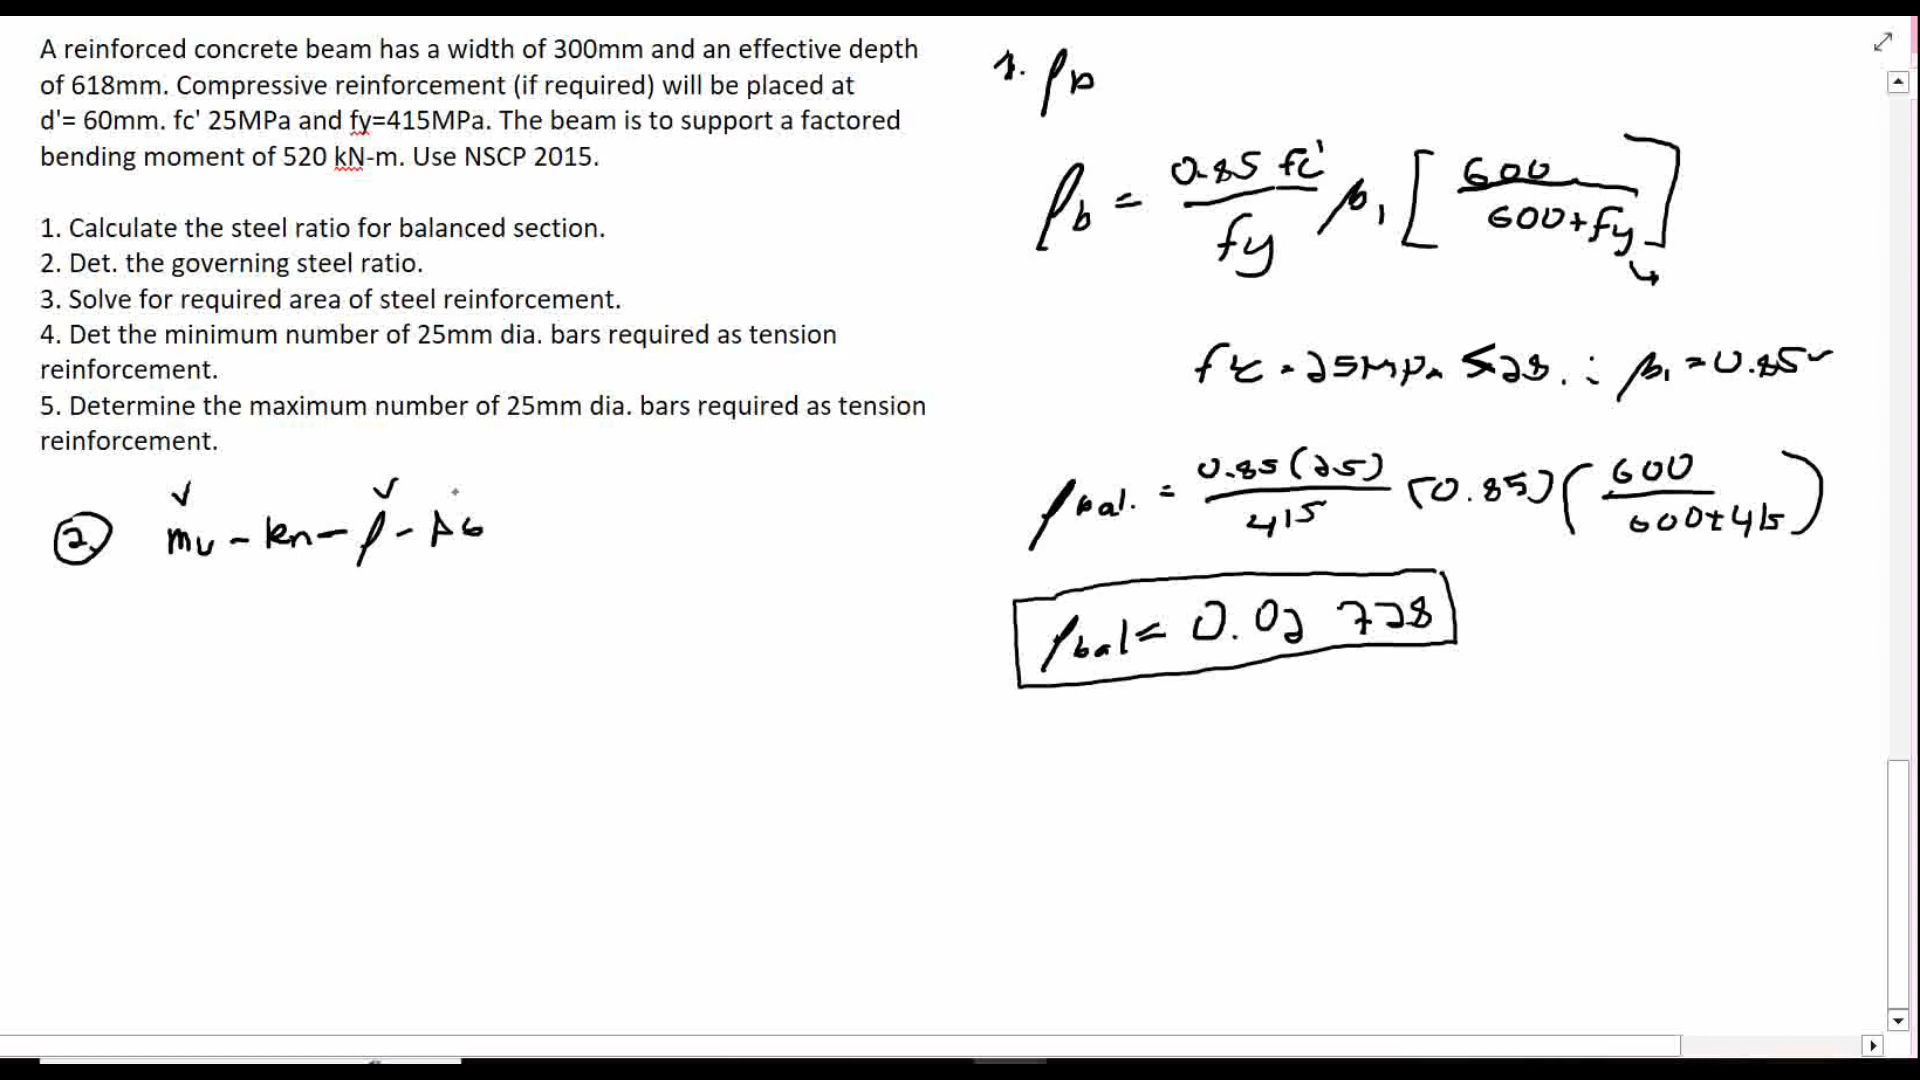 A reinforced concrete beam has a width of 300mm and an effective depth
of 618mm. Compressive reinforcement (if required) will be placed at
d'= 60mm. fc' 25MPa and fy=415MPa. The beam is to support a factored
bending moment of 520 kN-m. Use NSCP 2015.
1. Calculate the steel ratio for balanced section.
2. Det. the governing steel ratio.
3. Solve for required area of steel reinforcement.
4. Det the minimum number of 25mm dia. bars required as tension
reinforcement.
5. Determine the maximum number of 25mm dia. bars required as tension
reinforcement.
② Mu - Rn - ρ - As
1. ρb
ρb = 0.85 fc' / fy β1 [ 600 / 600+fy ]
f'c = 25MPa ≤ 28. ∴ β1 = 0.85
ρbal. = 0.85(25) / 415 (0.85) ( 600 / 600+415 )
ρbal = 0.02728